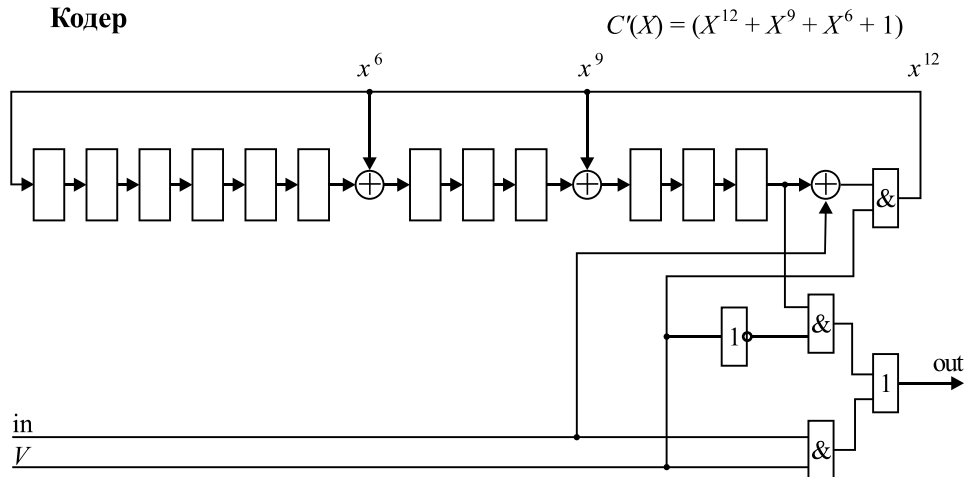 Кодер
C′(X) = (X¹² + X⁹ + X⁶ + 1)
x⁶ x⁹ x¹²
&
&
1
1
out
in
&
V